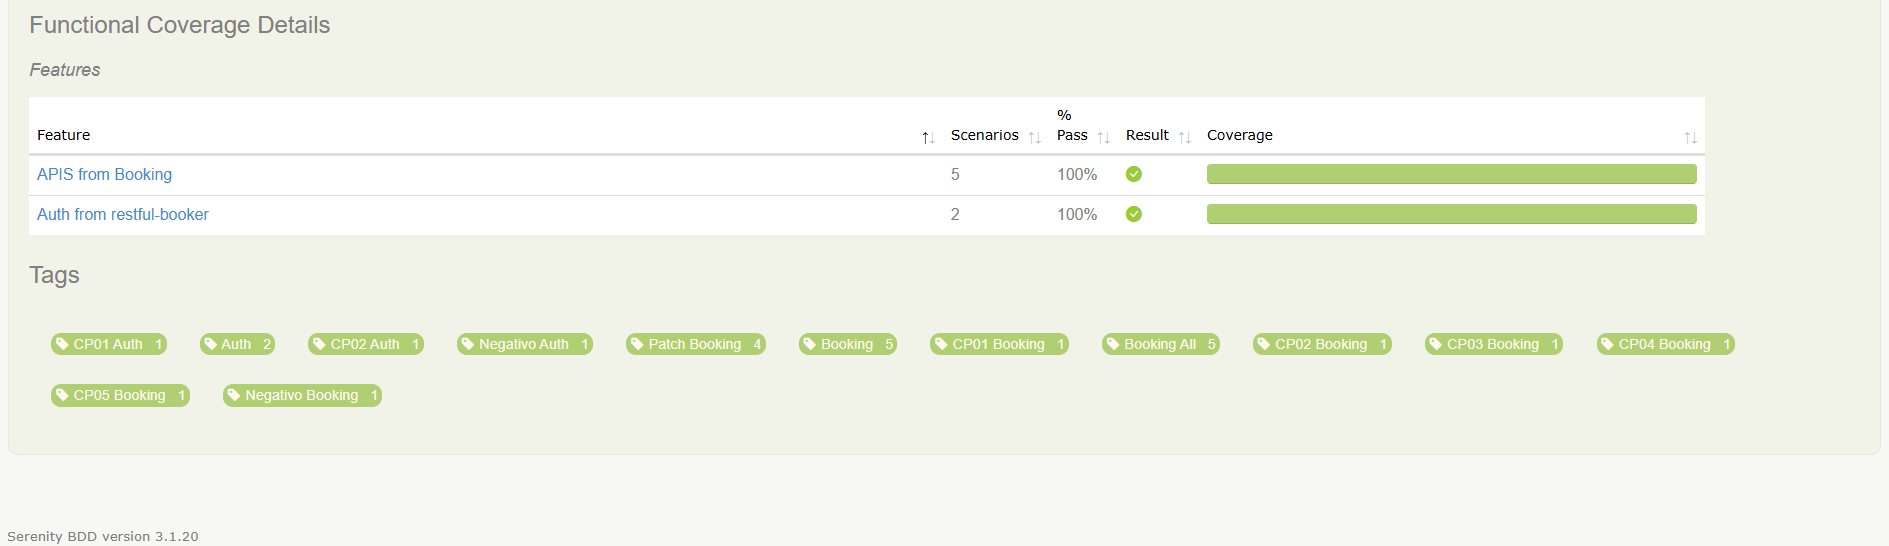 Functional Coverage Details
Features
Feature Scenarios % Pass Result Coverage
APIS from Booking 5 100%
Auth from restful-booker 2 100%
Tags
CP01 Auth 1 Auth 2 CP02 Auth 1 Negativo Auth 1 Patch Booking 4 Booking 5 CP01 Booking 1 Booking All 5 CP02 Booking 1 CP03 Booking 1 CP04 Booking 1
CP05 Booking 1 Negativo Booking 1
Serenity BDD version 3.1.20